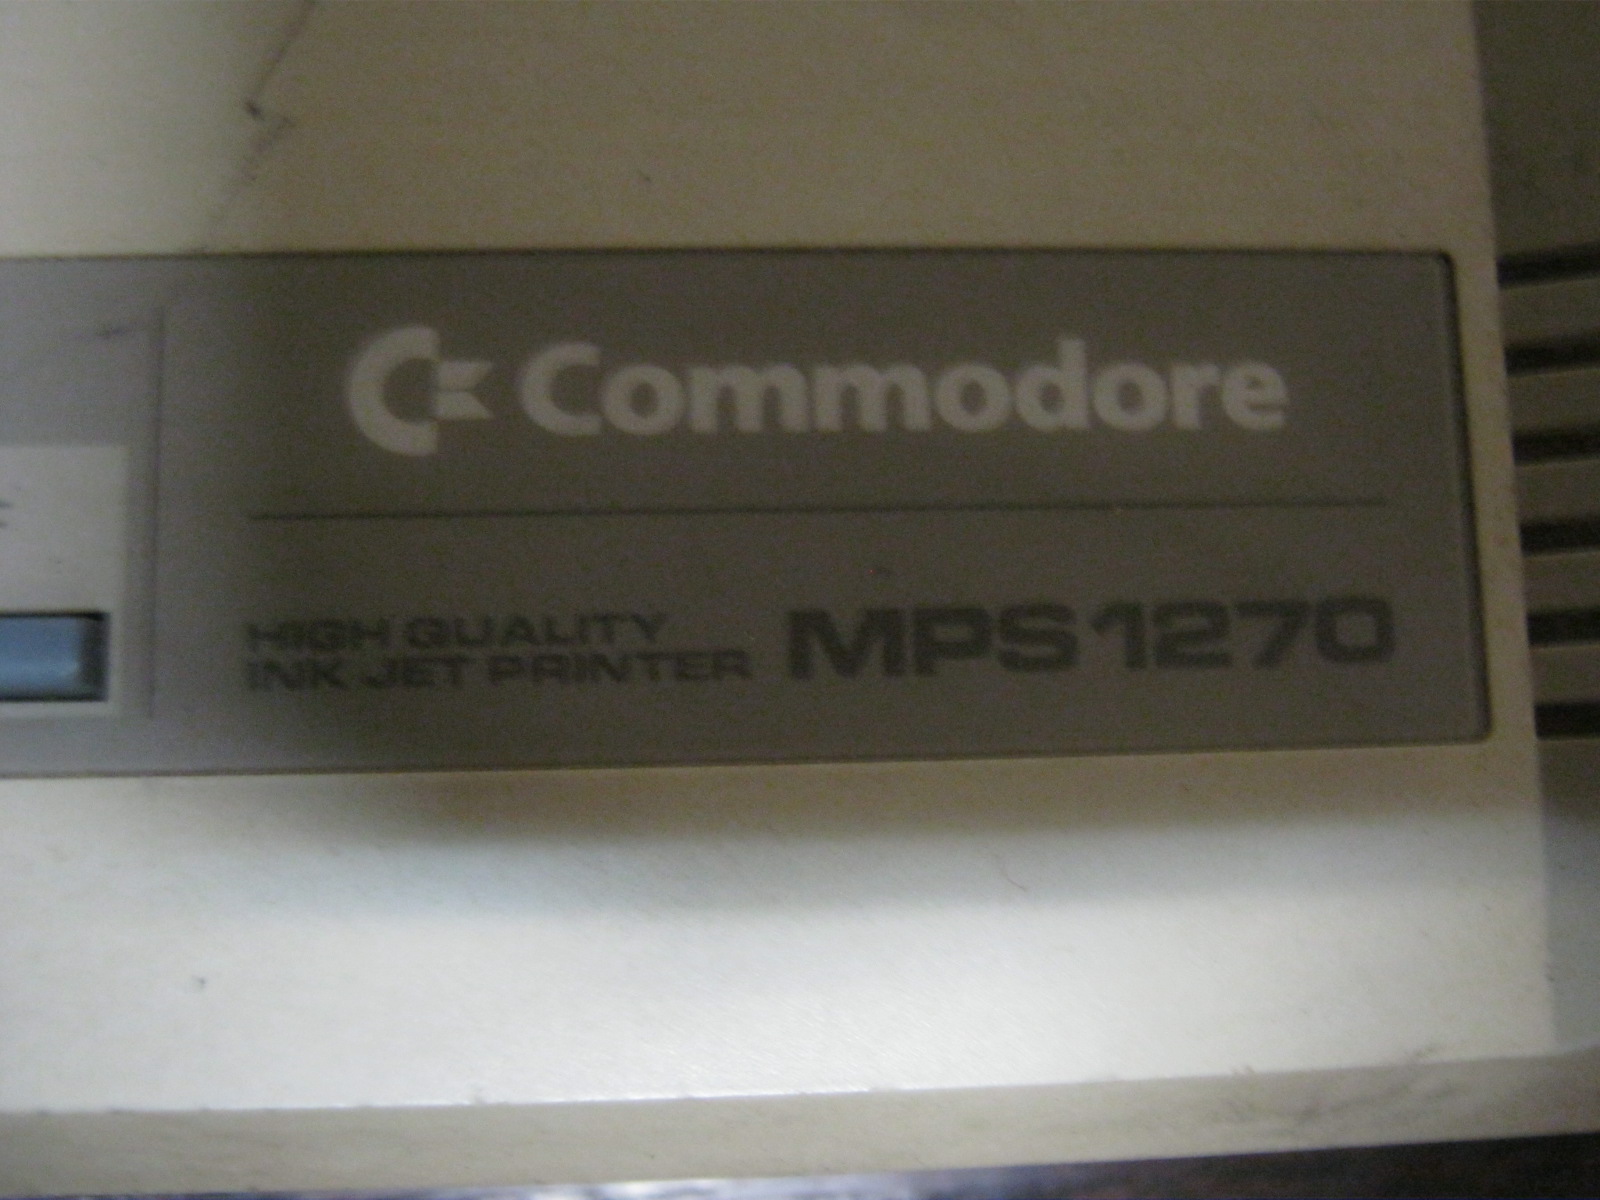 Commodore
HIGH QUALITY
INK JET PRINTER
MPS1270